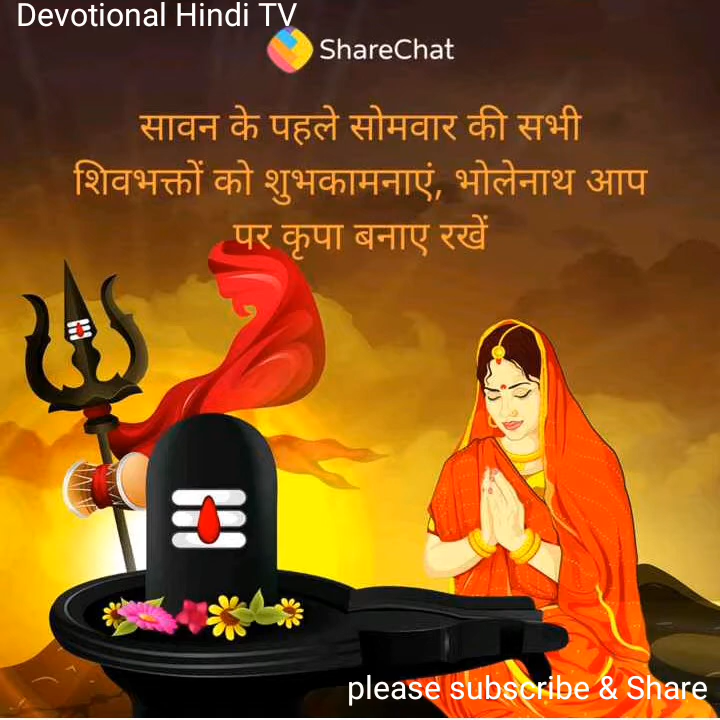 Devotional Hindi TV
ShareChat
सावन के पहले सोमवार की सभी
शिवभक्तों को शुभकामनाएं, भोलेनाथ आप
पर कृपा बनाए रखें
please subscribe & Share